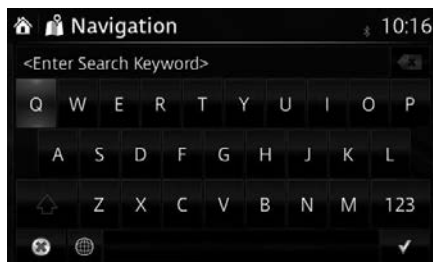 Navigation 10:16
<Enter Search Keyword>
Q W E R T Y U I O P
A S D F G H J K L
Z X C V B N M 123